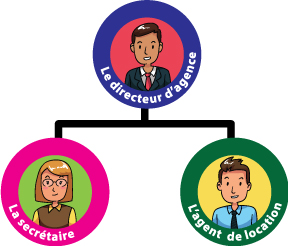 Le directeur d'agence
La secrétaire
L'agent de location